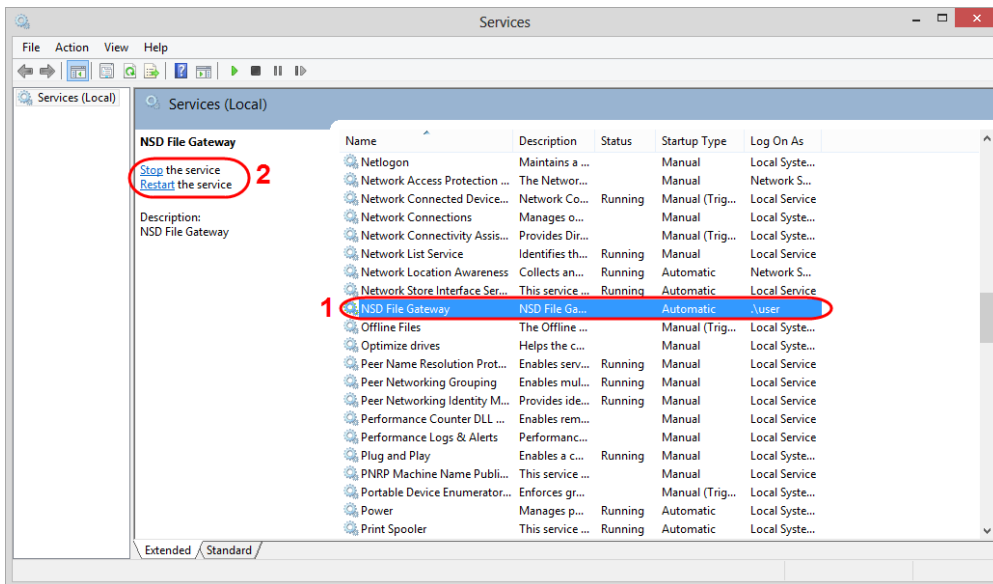 Services
File Action View Help
Services (Local)
Services (Local)
NSD File Gateway
Stop the service
Restart the service
2
Description:
NSD File Gateway
Name Description Status Startup Type Log On As
Netlogon Maintains a ... Manual Local Syste...
Network Access Protection ... The Networ... Manual Network S...
Network Connected Device... Network Co... Running Manual (Trig... Local Service
Network Connections Manages o... Manual Local Syste...
Network Connectivity Assis... Provides Dir... Manual (Trig... Local Syste...
Network List Service Identifies th... Running Manual Local Service
Network Location Awareness Collects an... Running Automatic Network S...
Network Store Interface Ser... This service ... Running Automatic Local Service
1 NSD File Gateway NSD File Ga... Automatic .\user
Offline Files The Offline ... Manual (Trig... Local Syste...
Optimize drives Helps the c... Manual Local Syste...
Peer Name Resolution Prot... Enables serv... Running Manual Local Service
Peer Networking Grouping Enables mul... Running Manual Local Service
Peer Networking Identity M... Provides ide... Running Manual Local Service
Performance Counter DLL ... Enables rem... Manual Local Service
Performance Logs & Alerts Performanc... Manual Local Service
Plug and Play Enables a c... Running Manual Local Syste...
PNRP Machine Name Publi... This service ... Manual Local Service
Portable Device Enumerator... Enforces gr... Manual (Trig... Local Syste...
Power Manages p... Running Automatic Local Syste...
Print Spooler This service ... Running Automatic Local Syste...
Extended Standard